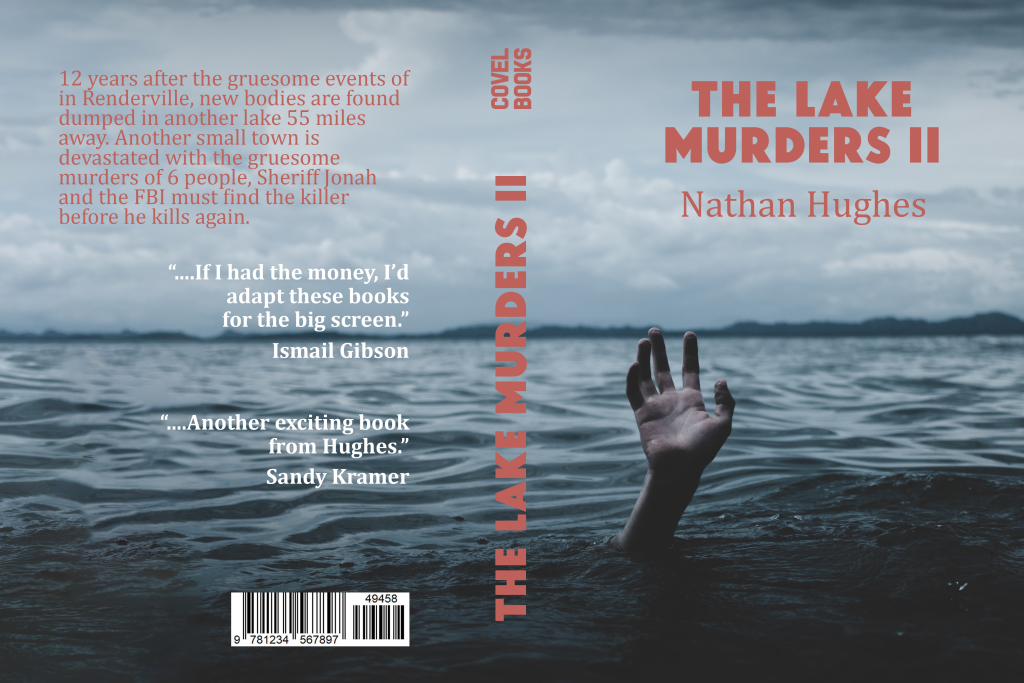 12 years after the gruesome events of
in Renderville, new bodies are found
dumped in another lake 55 miles
away. Another small town is
devastated with the gruesome
murders of 6 people, Sheriff Jonah
and the FBI must find the killer
before he kills again.
“....If I had the money, I’d
adapt these books
for the big screen.”
Ismail Gibson
“....Another exciting book
from Hughes.”
Sandy Kramer
49458
9 781234 567897
THE LAKE MURDERS II
COVEL
BOOKS
THE LAKE
MURDERS II
Nathan Hughes